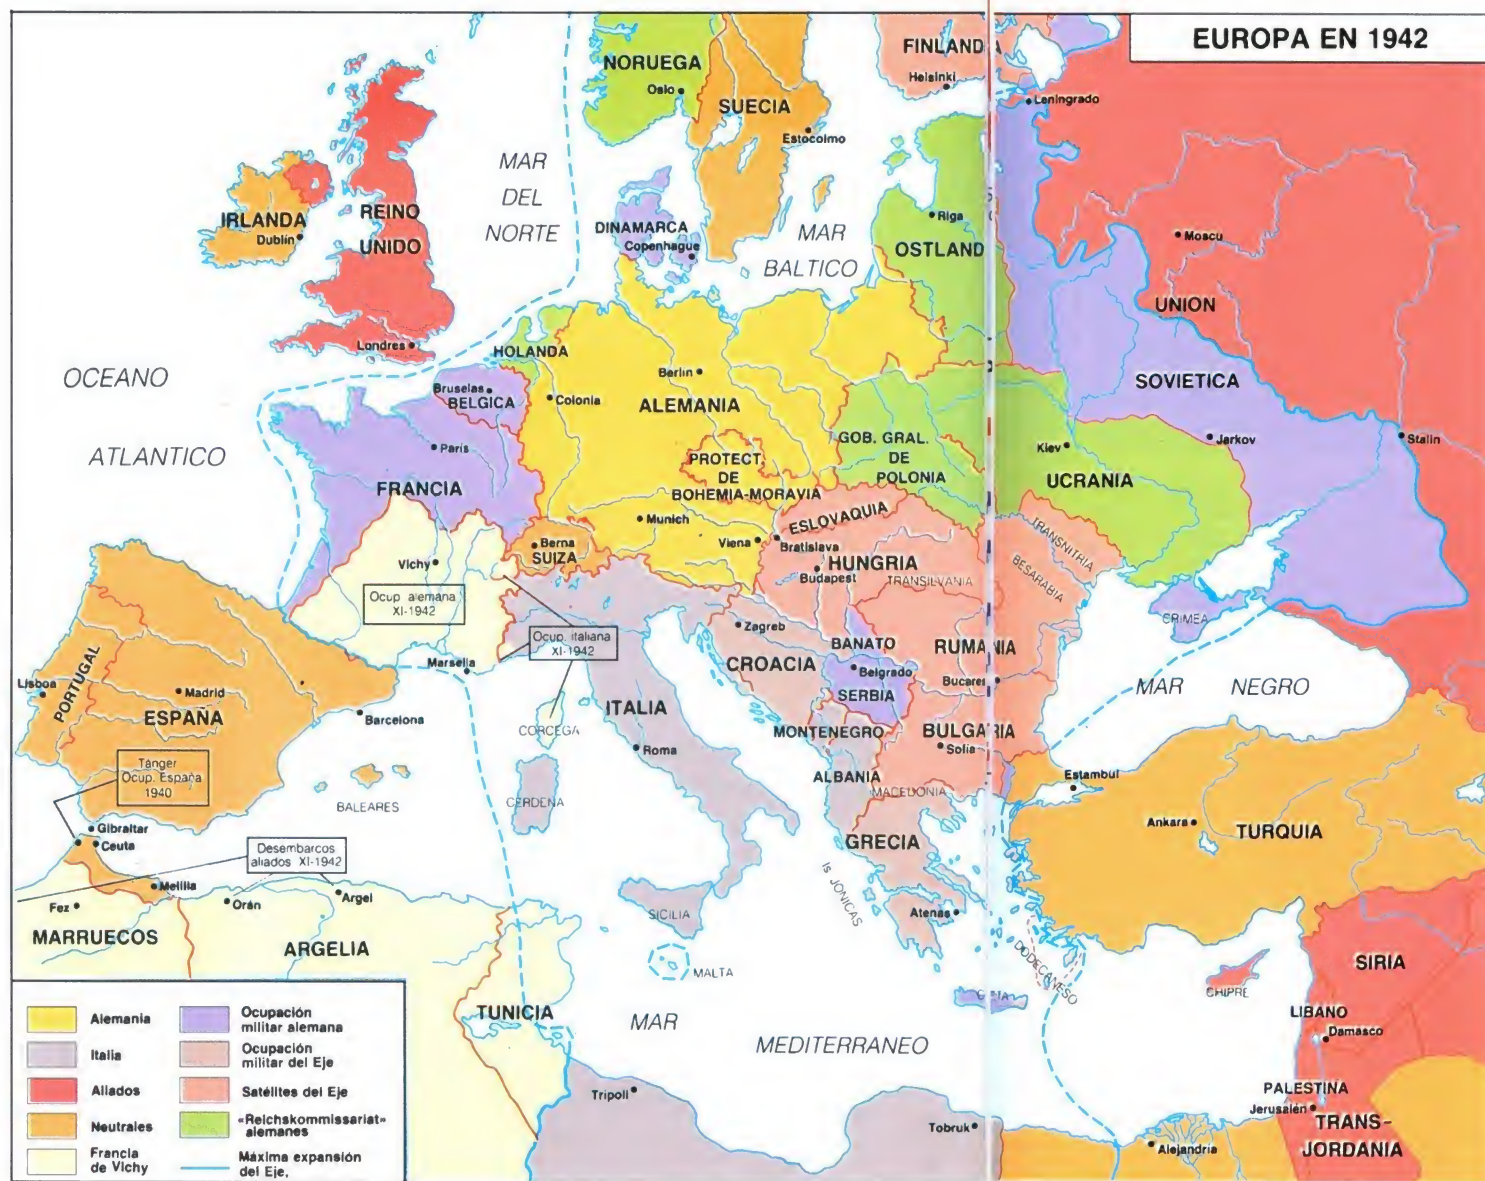 EUROPA EN 1942
NORUEGA
Oslo
SUECIA
Estocolmo
FINLANDIA
Helsinki
Leningrado
MAR
DEL
NORTE
IRLANDA
Dublín
REINO
UNIDO
Londres
DINAMARCA
Copenhague
MAR
BALTICO
Riga
OSTLAND
Moscu
UNION
SOVIETICA
OCEANO
ATLANTICO
HOLANDA
Bruselas
BELGICA
Colonia
Berlín
ALEMANIA
París
FRANCIA
PROTECT.
DE
BOHEMIA-MORAVIA
GOB. GRAL.
DE
POLONIA
Kiev
UCRANIA
Jarkov
Stalin
Munich
Viena
ESLOVAQUIA
Bratislava
HUNGRIA
Budapest
TRANSILVANIA
TRANSNITRIA
BESARABIA
Berna
SUIZA
Vichy
Ocup. alemana
XI-1942
Ocup. italiana
XI-1942
Marsella
Zagreb
CROACIA
BANATO
Belgrado
SERBIA
RUMANIA
Bucares
CRIMEA
MAR NEGRO
PORTUGAL
Lisboa
Madrid
ESPAÑA
Barcelona
BALEARES
CORCEGA
CERDEÑA
ITALIA
Roma
MONTENEGRO
ALBANIA
MACEDONIA
BULGARIA
Sofía
GRECIA
Is JONICAS
Atenas
Estambul
Ankara
TURQUIA
Tánger
Ocup. España
1940
Gibraltar
Ceuta
Melilla
Desembarcos
aliados XI-1942
Fez
MARRUECOS
Orán
Argel
ARGELIA
TUNICIA
SICILIA
MALTA
MAR
MEDITERRANEO
DODECANESO
CHIPRE
SIRIA
LIBANO
Damasco
PALESTINA
Jerusalén
TRANS-
JORDANIA
Trípoli
Tobruk
Alejandría
Alemania
Italia
Aliados
Neutrales
Francia
de Vichy
Ocupación
militar alemana
Ocupación
militar del Eje
Satélites del Eje
«Reichskommissariat»
alemanes
Máxima expansión
del Eje.